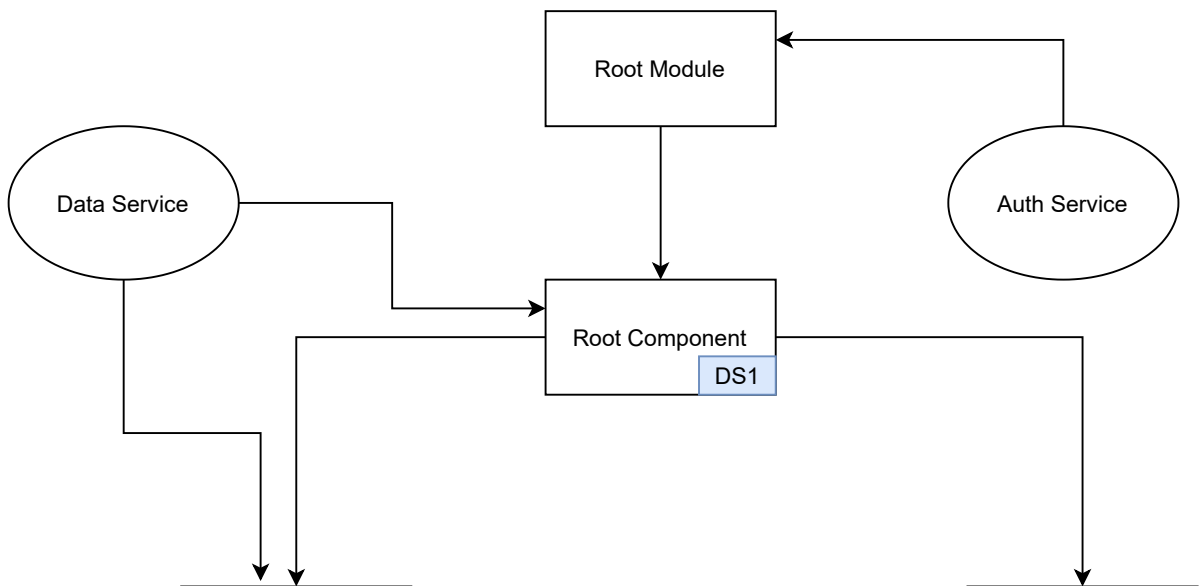 Root Module
Data Service
Auth Service
Root Component
DS1